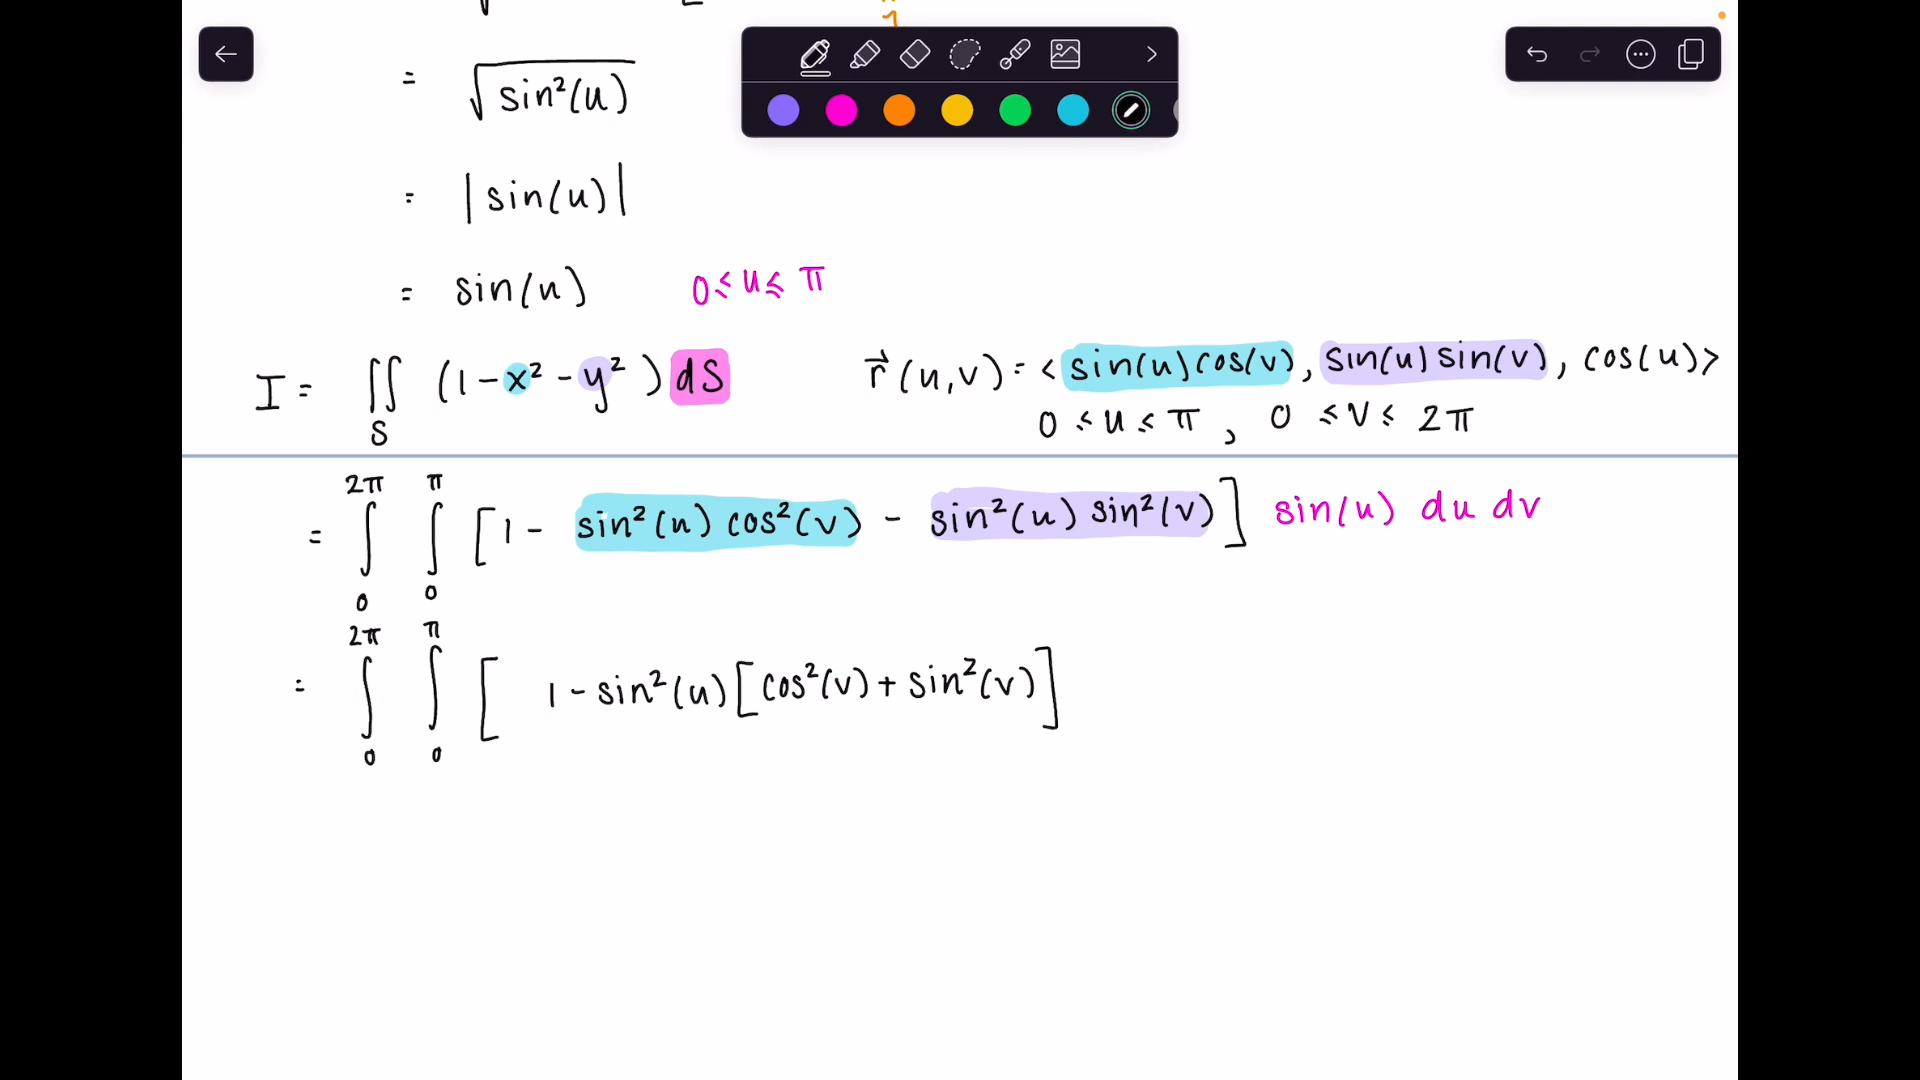 = √sin²(u)
= |sin(u)|
= sin(u) 0 ≤ u ≤ π
I = ∬_S (1 - x² - y²) dS r⃗(u,v) = <sin(u)cos(v), sin(u)sin(v), cos(u)>
0 ≤ u ≤ π, 0 ≤ v ≤ 2π
= ∫₀^2π ∫₀^π [1 - sin²(u) cos²(v) - sin²(u) sin²(v)] sin(u) du dv
= ∫₀^2π ∫₀^π [ 1 - sin²(u)[cos²(v) + sin²(v)]